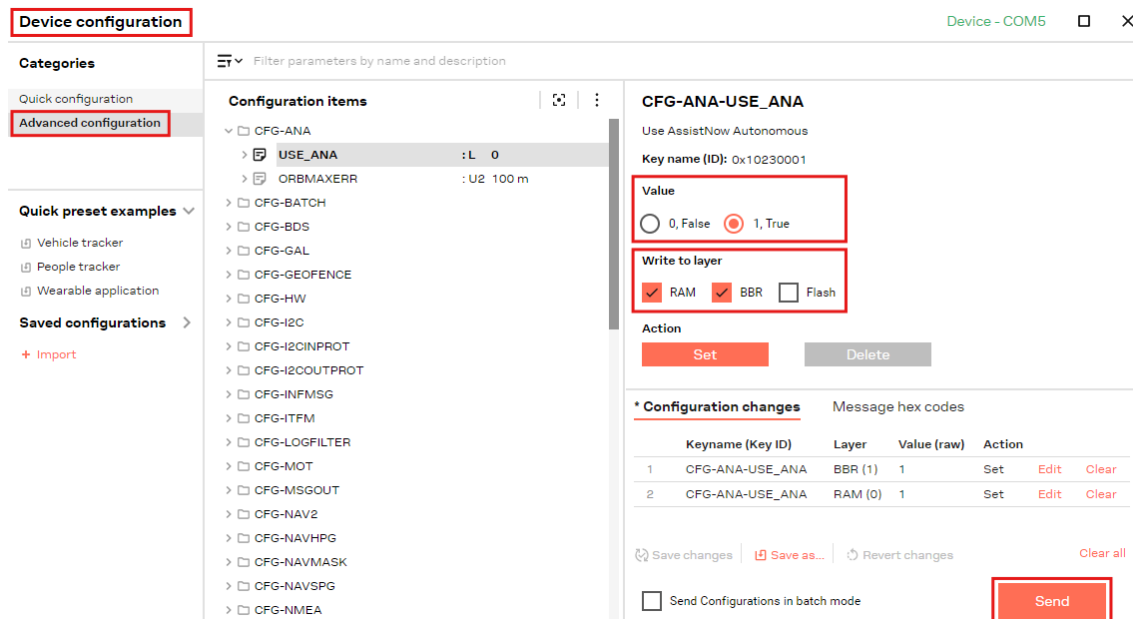 Device configuration
Device - COM5
Categories
Quick configuration
Advanced configuration
Quick preset examples
Vehicle tracker
People tracker
Wearable application
Saved configurations
+ Import
Filter parameters by name and description
Configuration items
CFG-ANA
USE_ANA : L 0
ORBMAXERR : U2 100 m
CFG-BATCH
CFG-BDS
CFG-GAL
CFG-GEOFENCE
CFG-HW
CFG-I2C
CFG-I2CINPROT
CFG-I2COUTPROT
CFG-INFMSG
CFG-ITFM
CFG-LOGFILTER
CFG-MOT
CFG-MSGOUT
CFG-NAV2
CFG-NAVHPG
CFG-NAVMASK
CFG-NAVSPG
CFG-NMEA
CFG-ANA-USE_ANA
Use AssistNow Autonomous
Key name (ID): 0x10230001
Value
0, False 1, True
Write to layer
RAM BBR Flash
Action
Set Delete
* Configuration changes Message hex codes
Keyname (Key ID) Layer Value (raw) Action
1 CFG-ANA-USE_ANA BBR (1) 1 Set Edit Clear
2 CFG-ANA-USE_ANA RAM (0) 1 Set Edit Clear
Save changes Save as... Revert changes Clear all
Send Configurations in batch mode Send